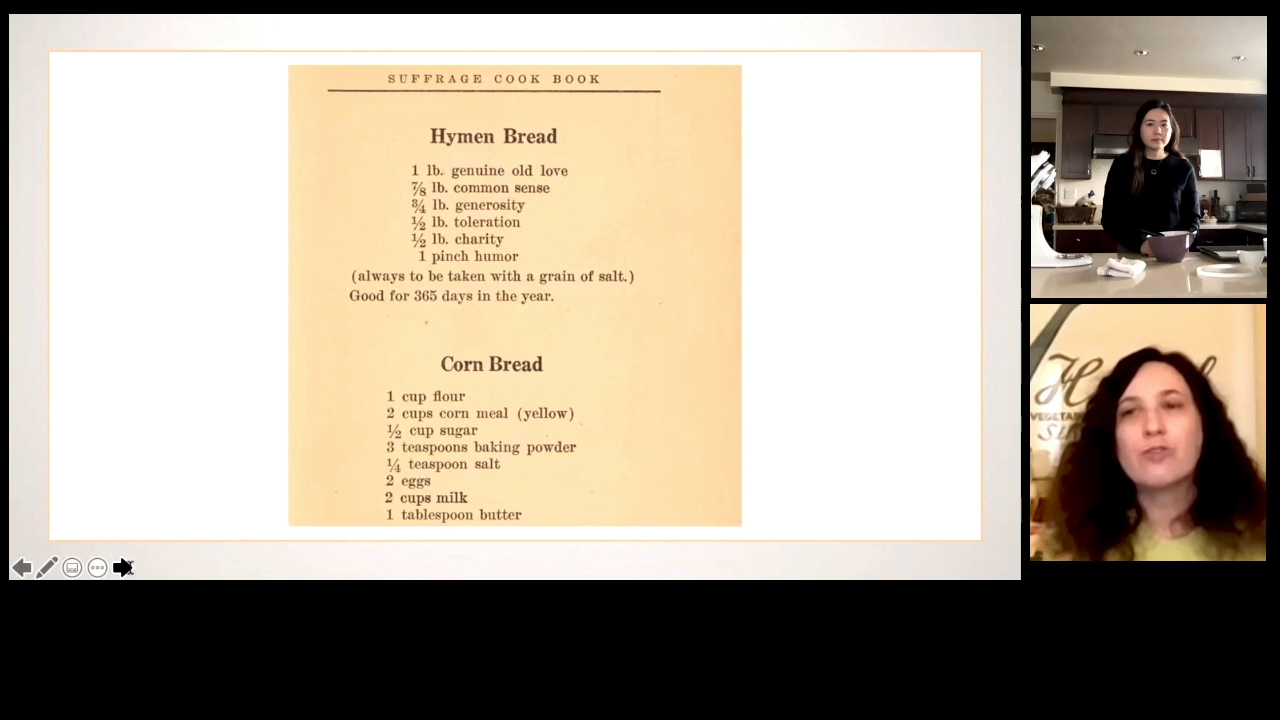 SUFFRAGE COOK BOOK
Hymen Bread
1 lb. genuine old love
⅞ lb. common sense
¾ lb. generosity
½ lb. toleration
½ lb. charity
1 pinch humor
(always to be taken with a grain of salt.)
Good for 365 days in the year.
Corn Bread
1 cup flour
2 cups corn meal (yellow)
½ cup sugar
3 teaspoons baking powder
¼ teaspoon salt
2 eggs
2 cups milk
1 tablespoon butter